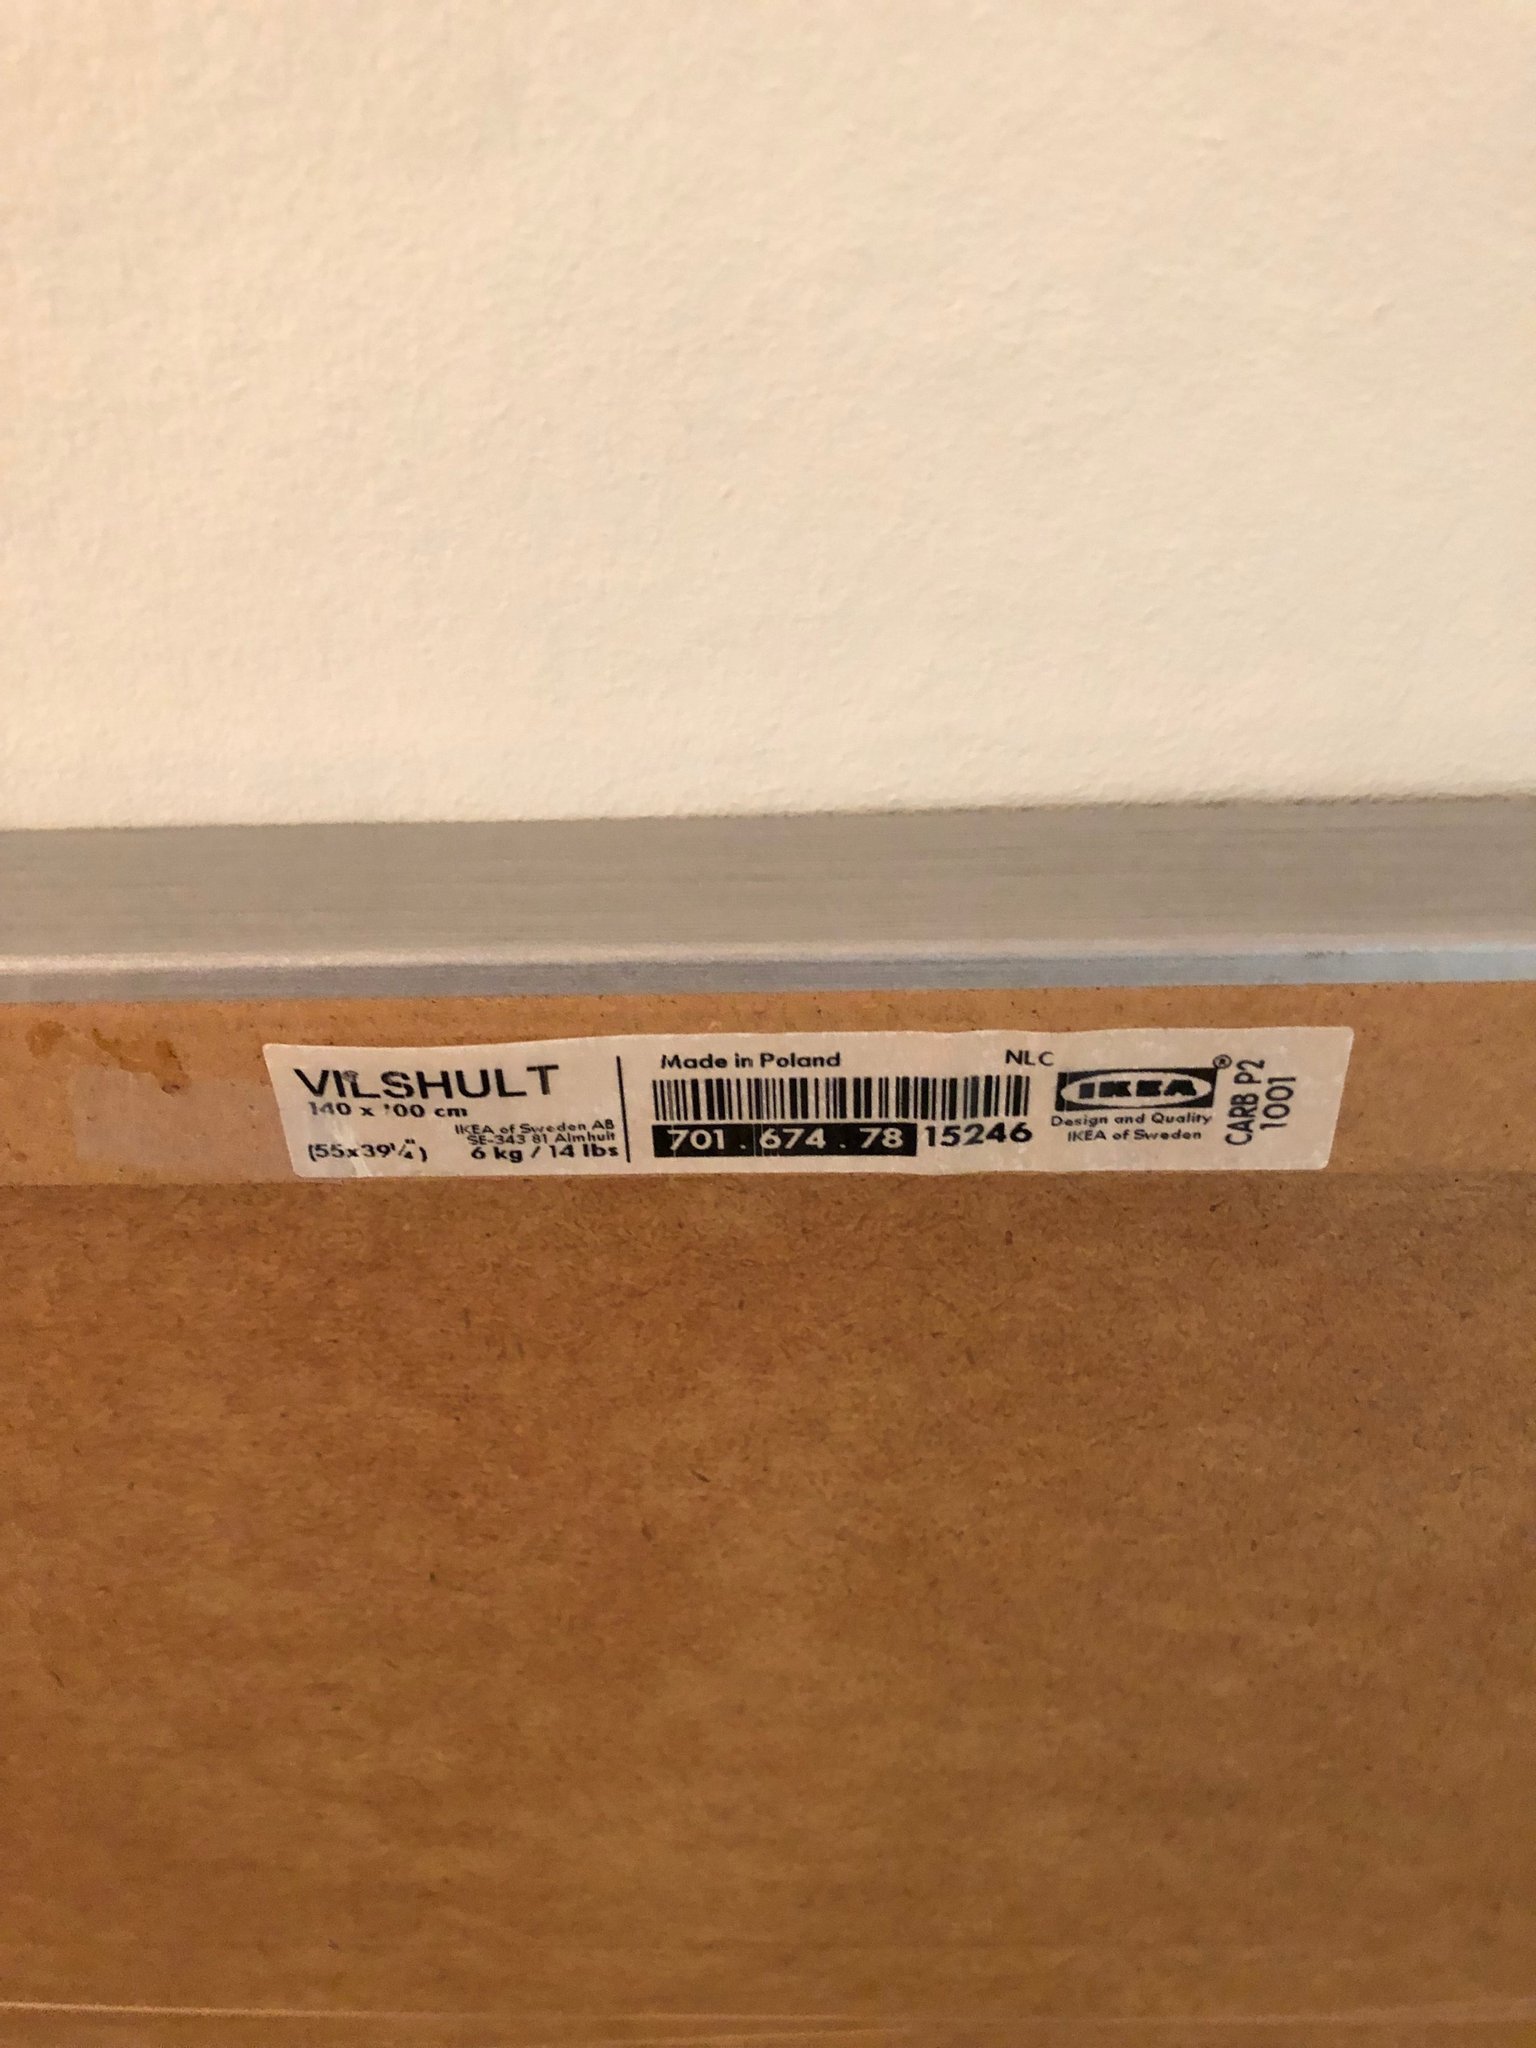 VILSHULT
140 x 100 cm
IKEA of Sweden AB
SE-343 81 Älmhult
(55x39¼") 6 kg / 14 lbs
Made in Poland NLC
701.674.78 15246
IKEA®
Design and Quality
IKEA of Sweden
CARB P2
1001